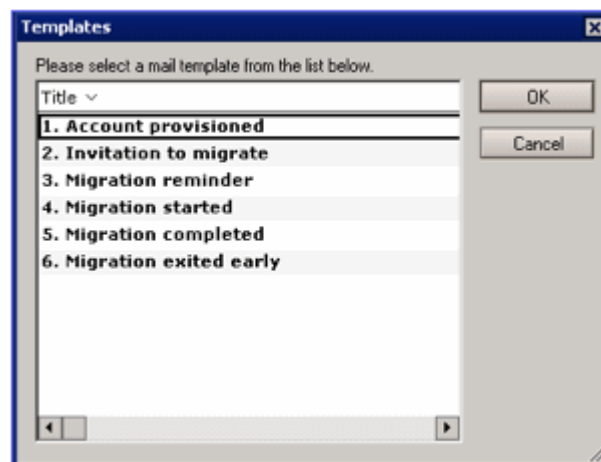 Templates
Please select a mail template from the list below.
Title
OK
1. Account provisioned
Cancel
2. Invitation to migrate
3. Migration reminder
4. Migration started
5. Migration completed
6. Migration exited early